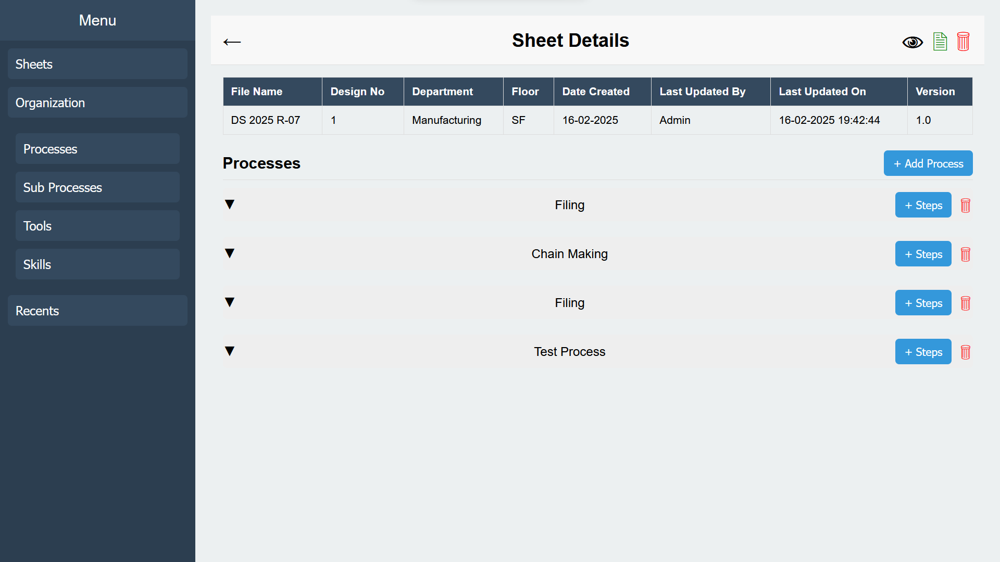 Menu
Sheets
Organization
Processes
Sub Processes
Tools
Skills
Recents
Sheet Details
File Name Design No Department Floor Date Created Last Updated By Last Updated On Version
DS 2025 R-07 1 Manufacturing SF 16-02-2025 Admin 16-02-2025 19:42:44 1.0
Processes + Add Process
▼ Filing + Steps
▼ Chain Making + Steps
▼ Filing + Steps
▼ Test Process + Steps